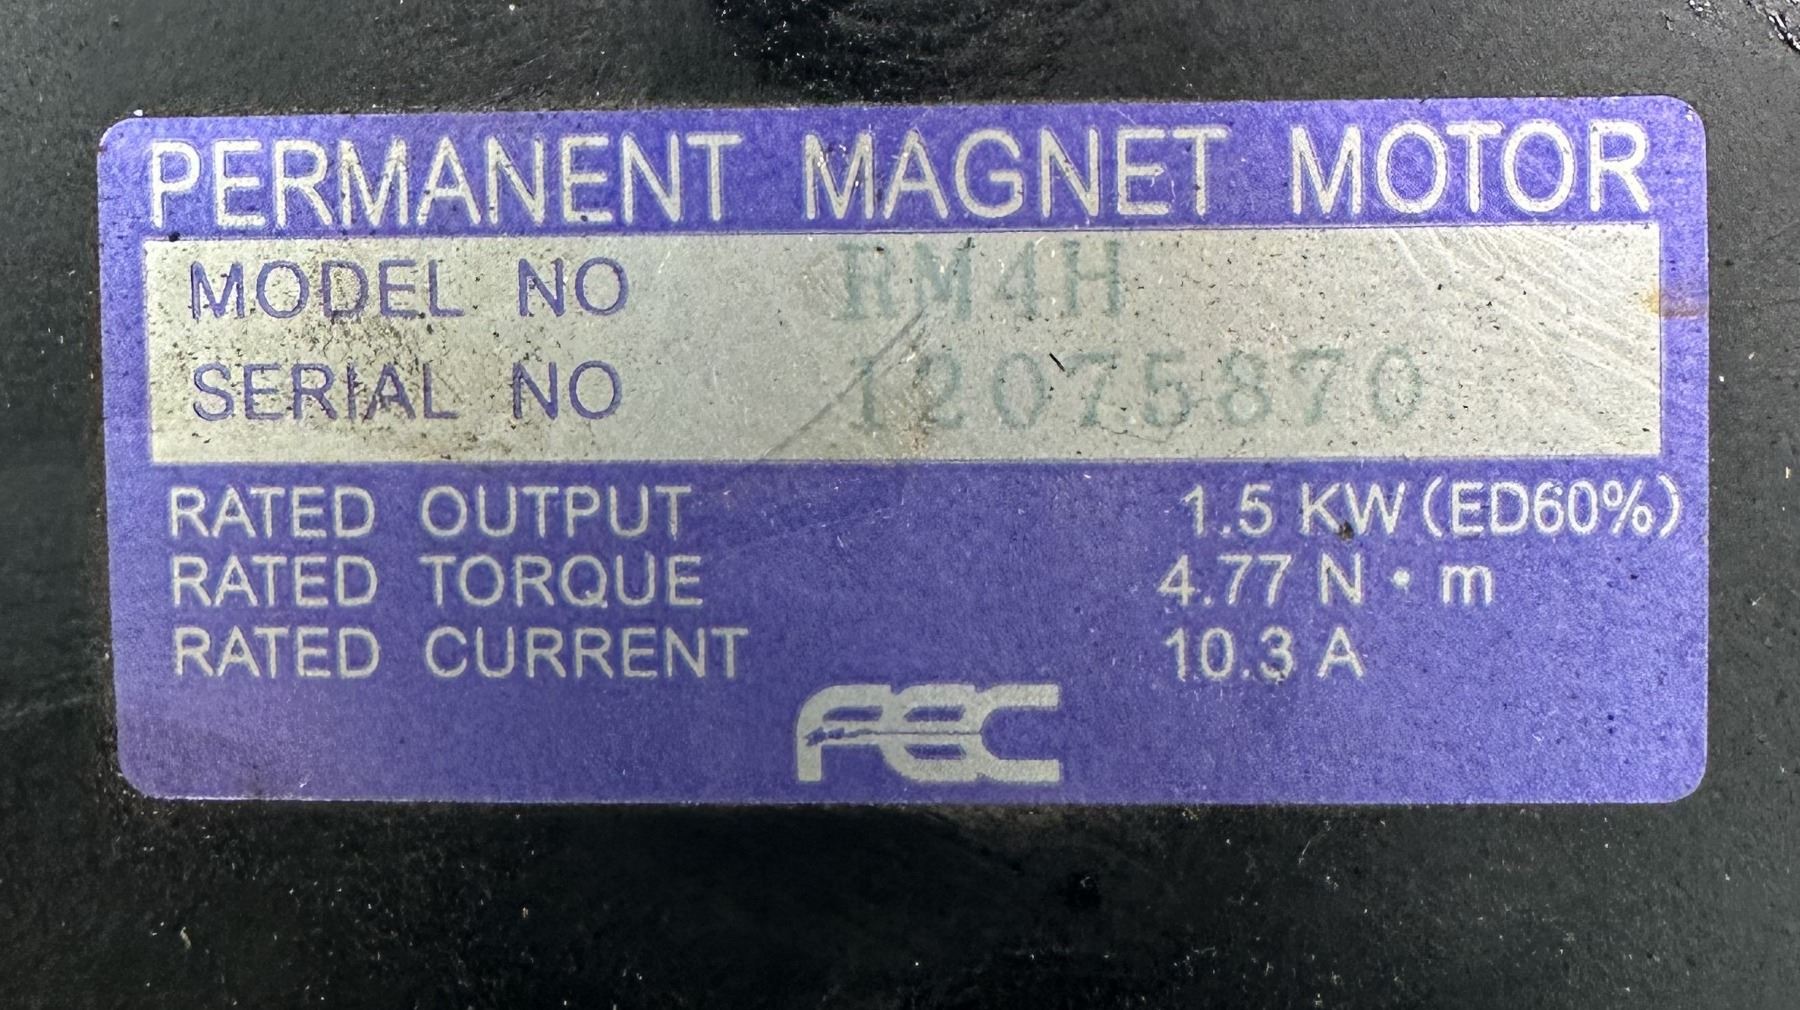 PERMANENT MAGNET MOTOR
MODEL NO RM4H
SERIAL NO 12075870
RATED OUTPUT 1.5 KW (ED60%)
RATED TORQUE 4.77 N・m
RATED CURRENT 10.3 A
FEC